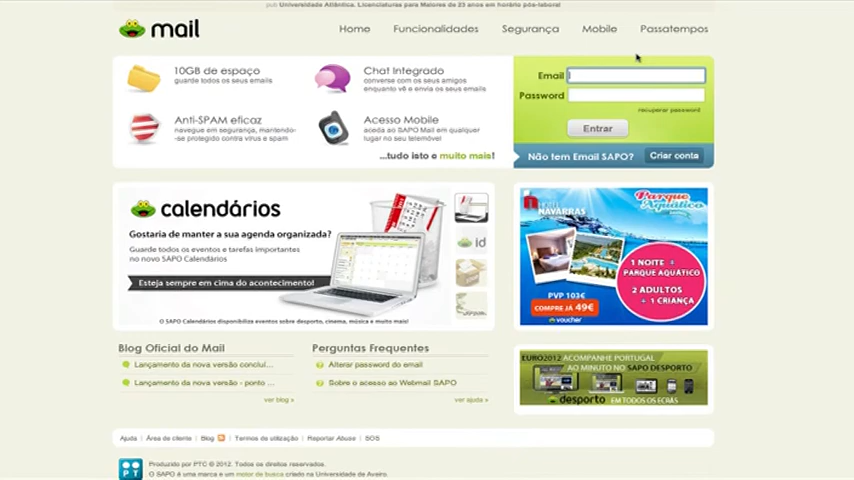 pub Universidade Atlântica. Licenciaturas para Maiores de 23 anos em horário pós-laboral
mail
Home Funcionalidades Segurança Mobile Passatempos
10GB de espaço
guarde todos os seus emails
Chat Integrado
converse com os seus amigos
enquanto vê e envia os seus emails
Anti-SPAM eficaz
navegue em segurança, mantendo-
-se protegido contra vírus e spam
Acesso Mobile
aceda ao SAPO Mail em qualquer
lugar no seu telemóvel
...tudo isto e muito mais!
Email
Password
recuperar password
Entrar
Não tem Email SAPO? Criar conta
calendários
Gostaria de manter a sua agenda organizada?
Guarde todos os eventos e tarefas importantes
no novo SAPO Calendários
Esteja sempre em cima do acontecimento!
O SAPO Calendários disponibiliza eventos sobre desporto, cinema, música e muito mais!
id
HOTEL
NAVARRAS
Parque
Aquático
1 NOITE +
PARQUE AQUÁTICO
2 ADULTOS
+ 1 CRIANÇA
PVP 103€
COMPRE JÁ 49€
voucher
Blog Oficial do Mail
Lançamento da nova versão concluí...
Lançamento da nova versão - ponto ...
ver blog »
Perguntas Frequentes
Alterar password do email
Sobre o acesso ao Webmail SAPO
ver ajuda »
EURO2012 ACOMPANHE PORTUGAL
AO MINUTO NO SAPO DESPORTO
desporto EM TODOS OS ECRÃS
Ajuda | Área de cliente | Blog | Termos de utilização | Reportar Abuse | SOS
PT
Produzido por PTC @ 2012. Todos os direitos reservados.
O SAPO é uma marca e um motor de busca criado na Universidade de Aveiro.